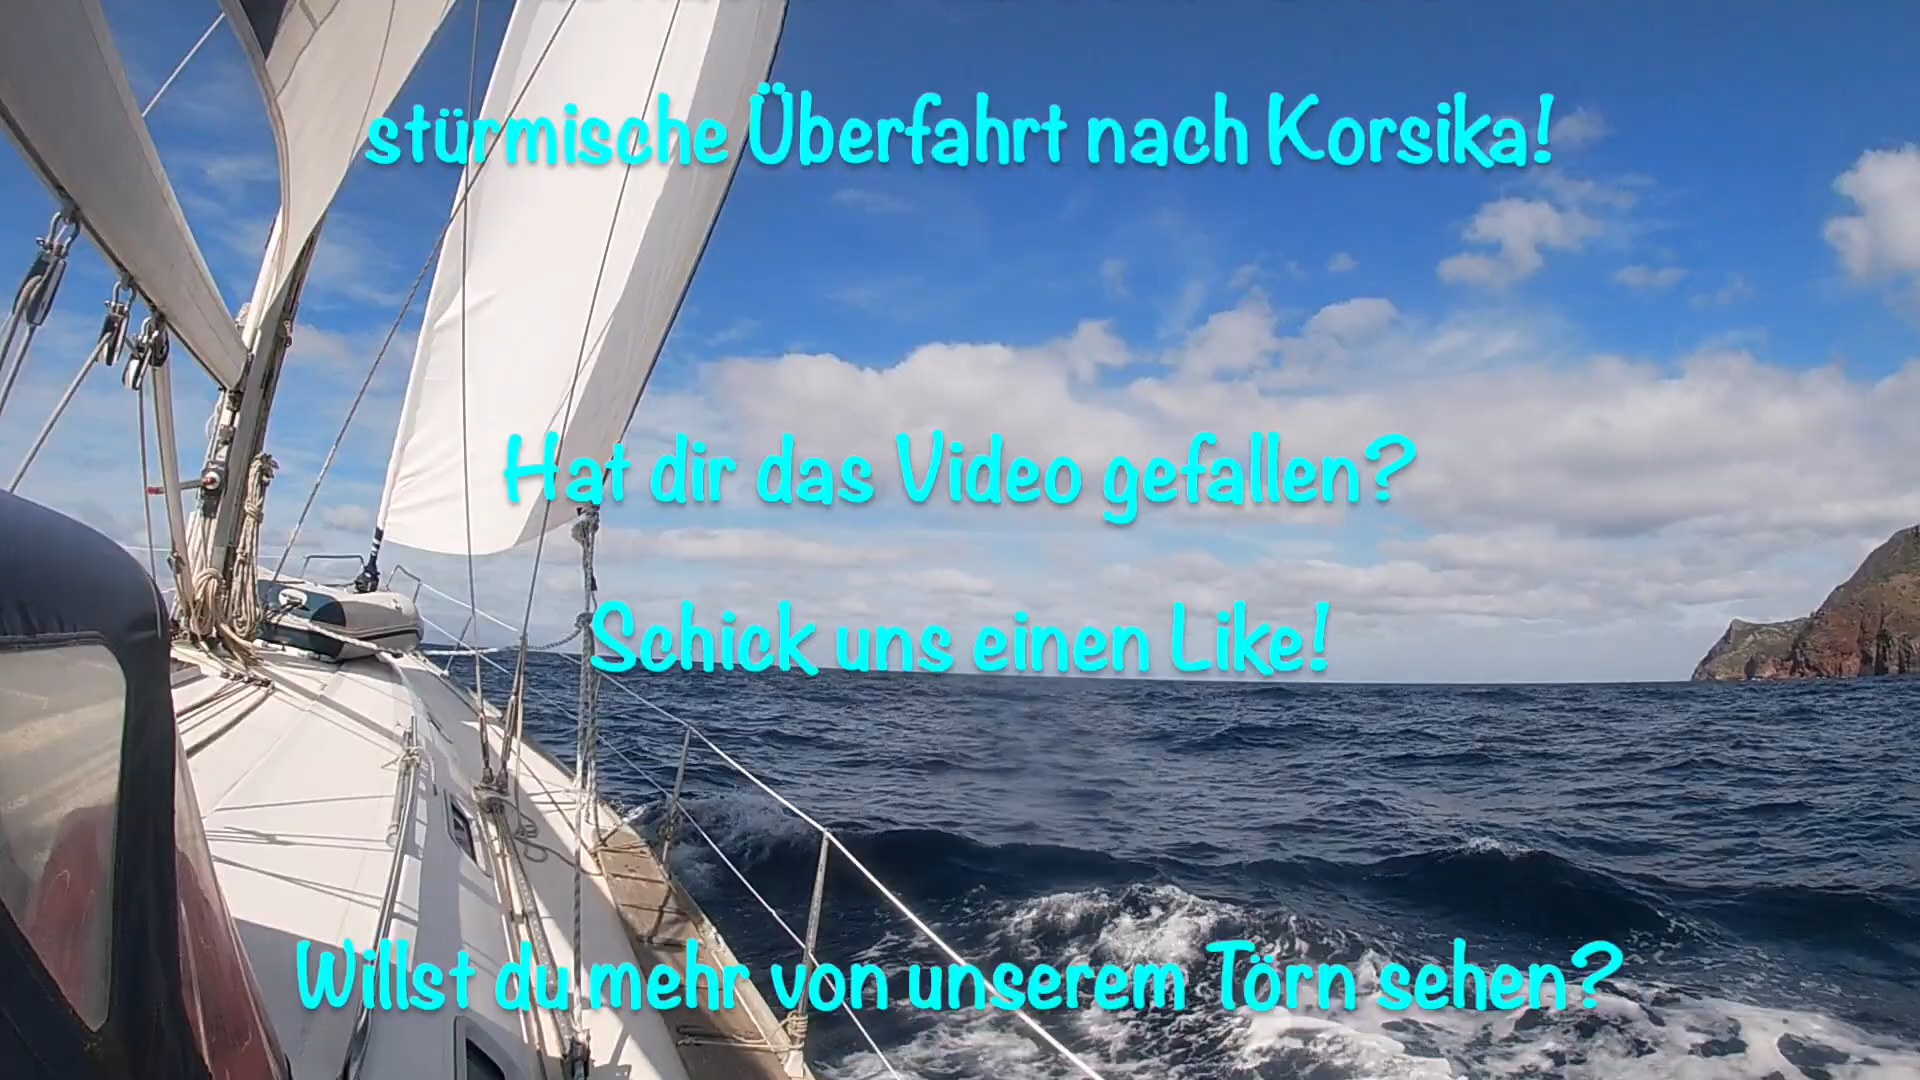 stürmische Überfahrt nach Korsika!
Hat dir das Video gefallen?
Schick uns einen Like!
Willst du mehr von unserem Törn sehen?